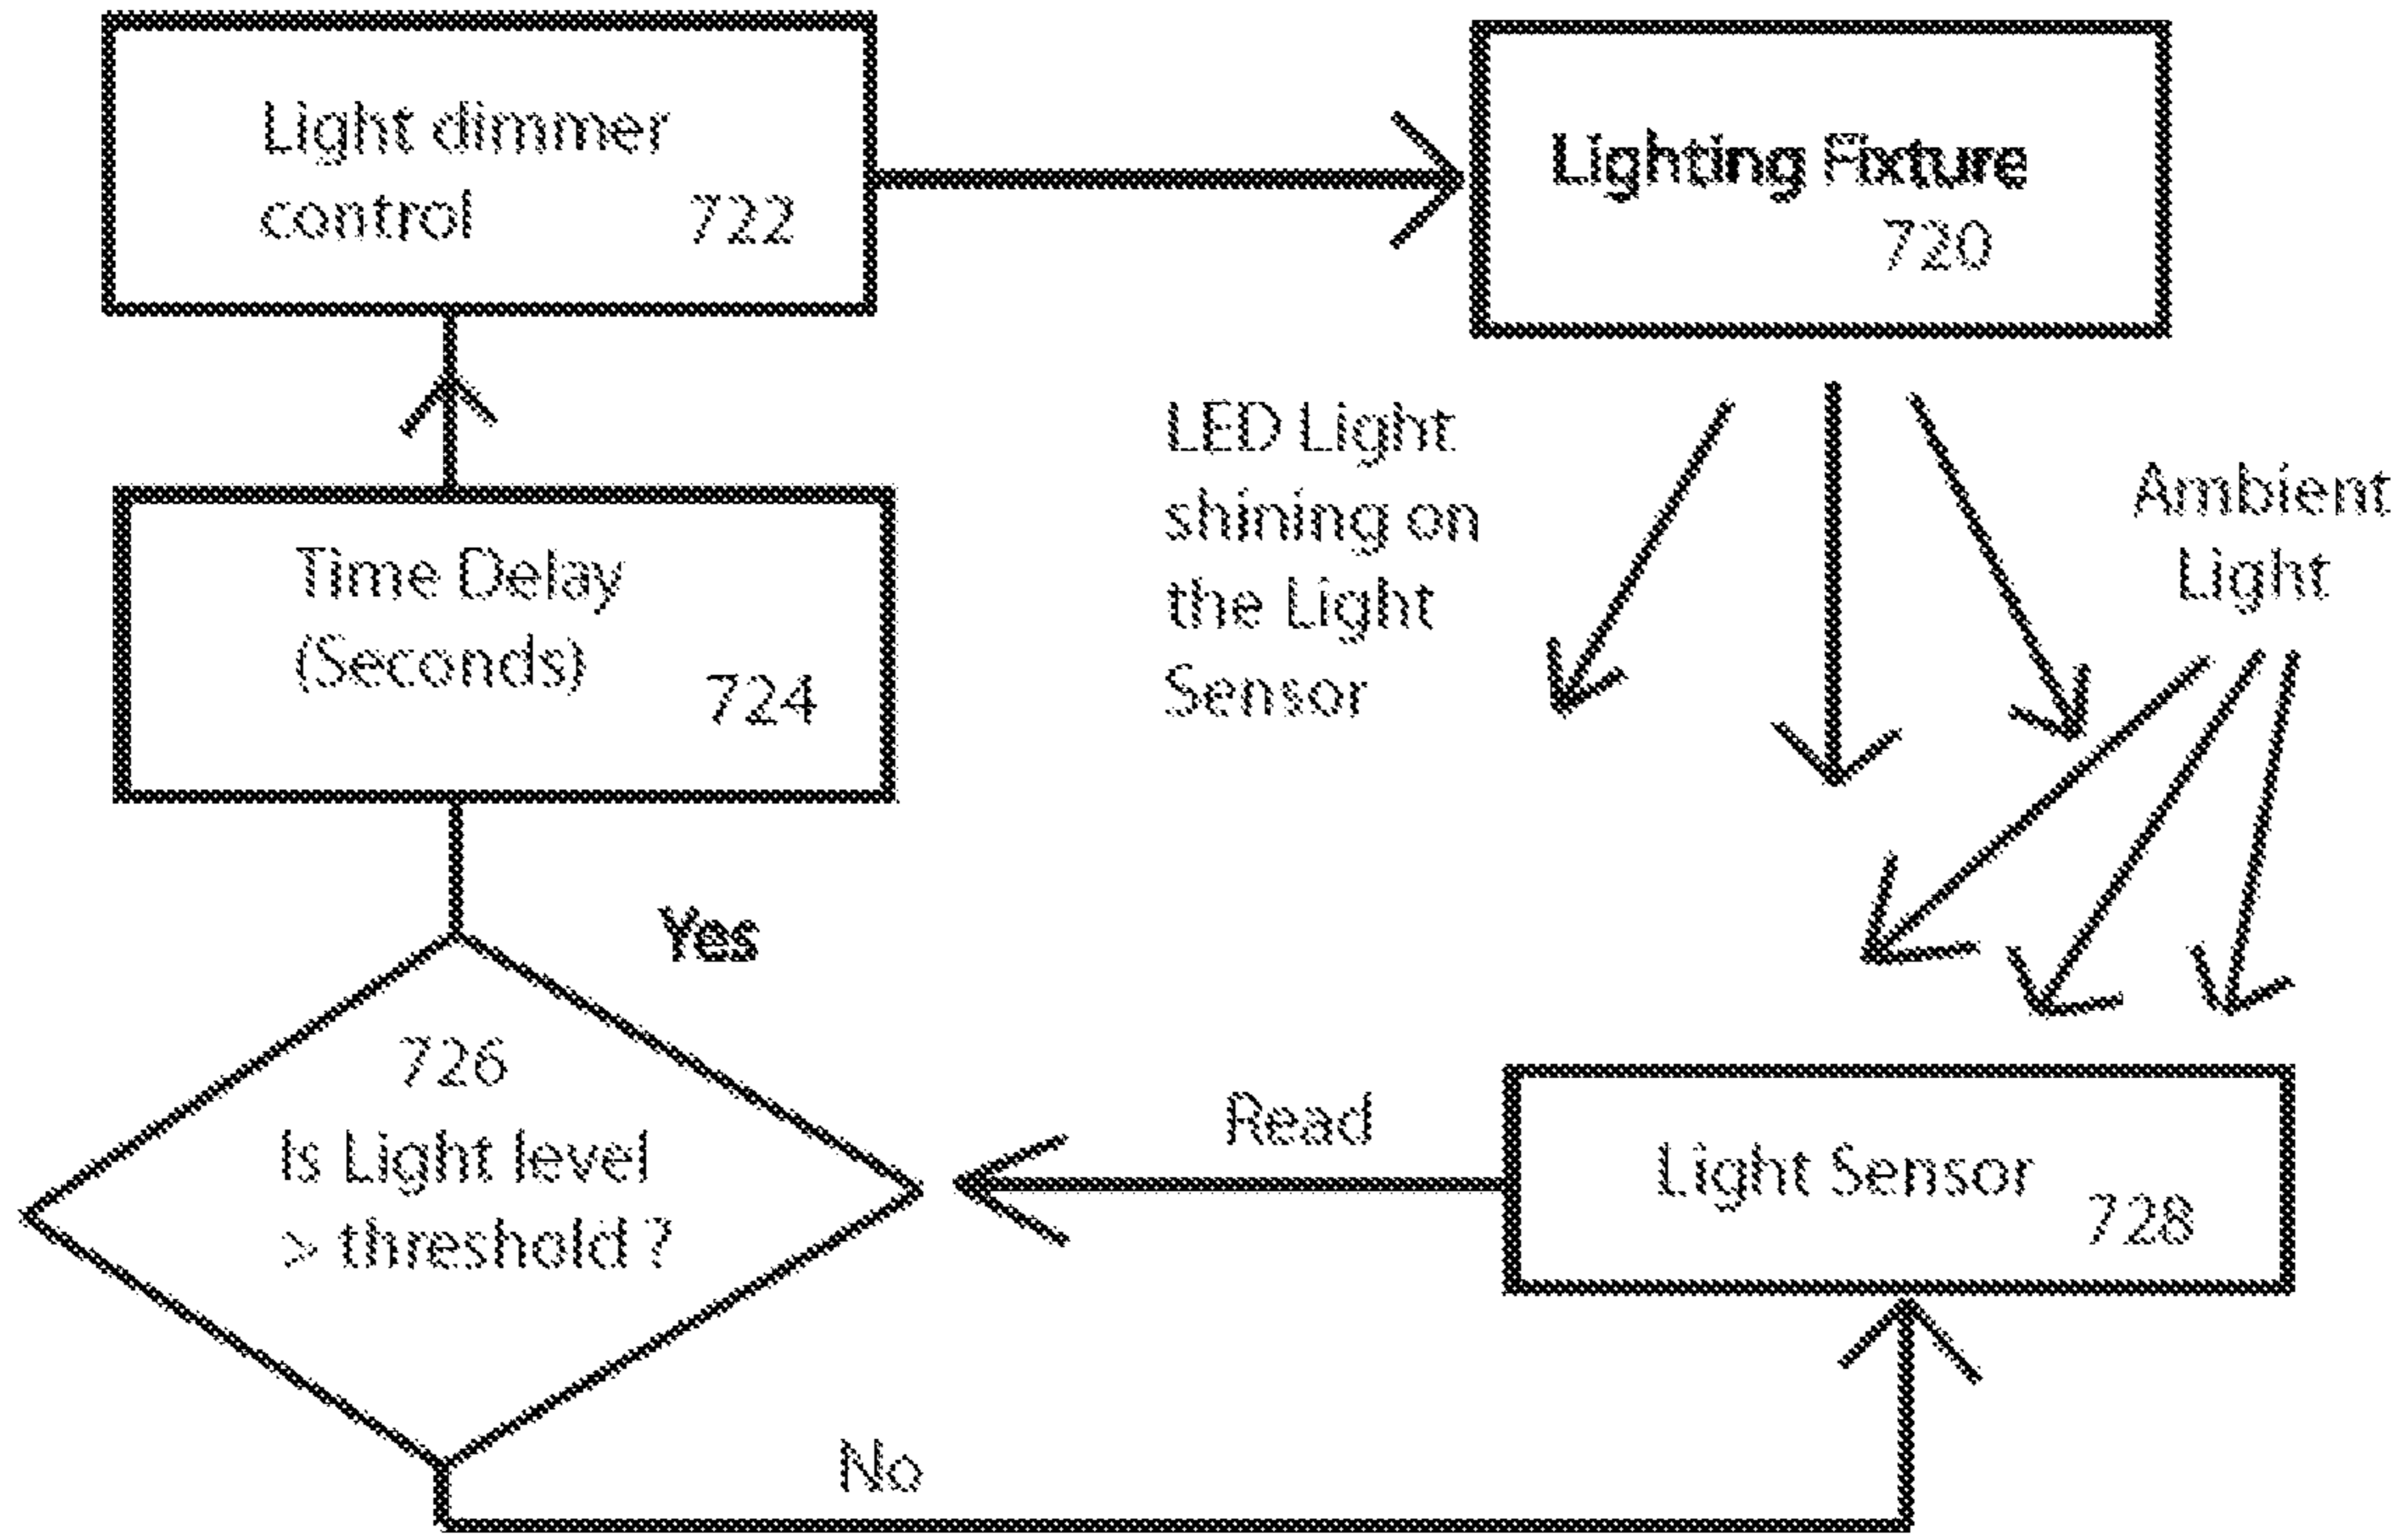 Light dimmer
control 722
Lighting Fixture
720
LED Light
shining on
the Light
Sensor
Ambient
Light
Time Delay
(Seconds)
724
Yes
726
Is Light level
> threshold ?
Read
Light Sensor
728
No